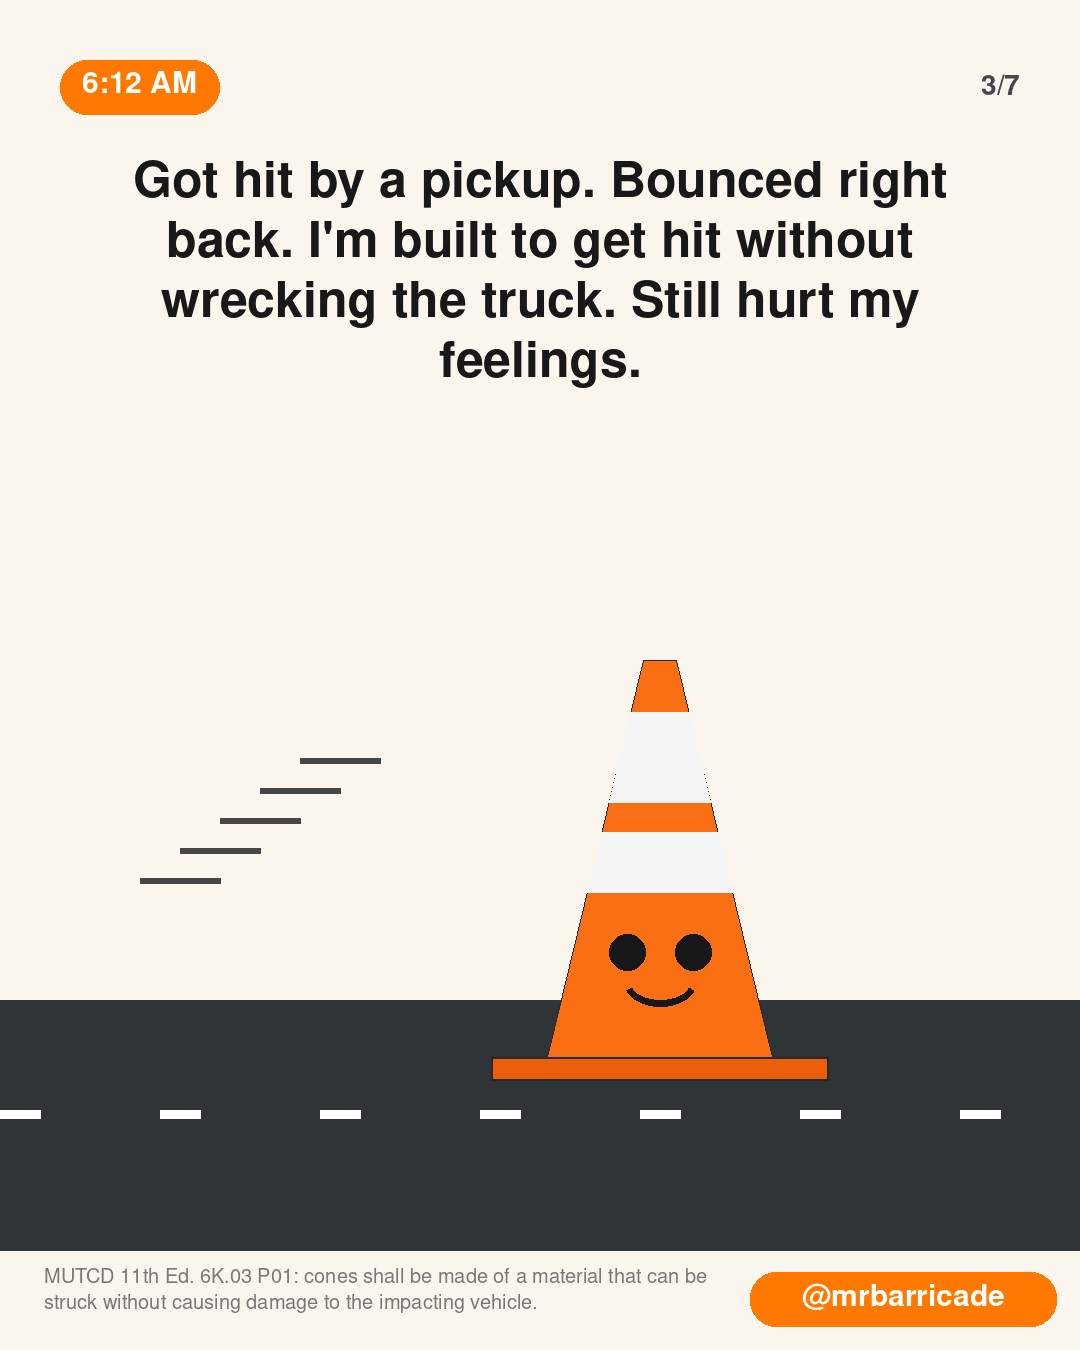 6:12 AM
3/7
Got hit by a pickup. Bounced right
back. I'm built to get hit without
wrecking the truck. Still hurt my
feelings.
MUTCD 11th Ed. 6K.03 P01: cones shall be made of a material that can be
struck without causing damage to the impacting vehicle.
@mrbarricade